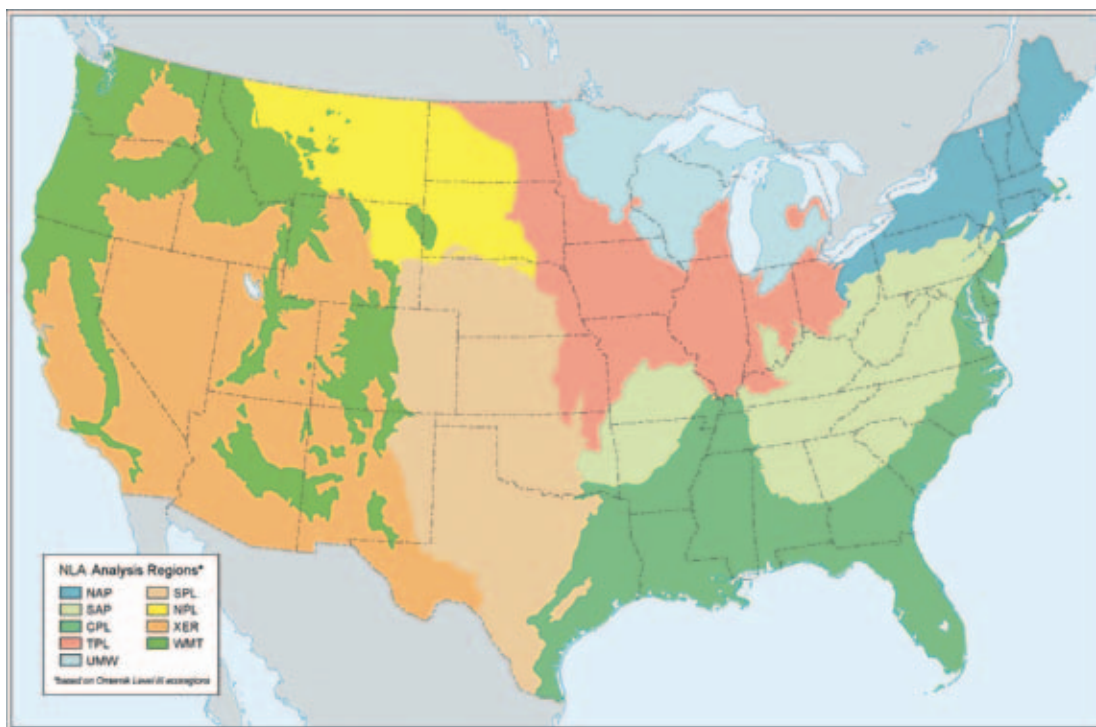 NLA Analysis Regions*
NAP
SAP
CPL
TPL
UMW
SPL
NPL
XER
WMT
*based on Omernik Level III ecoregions